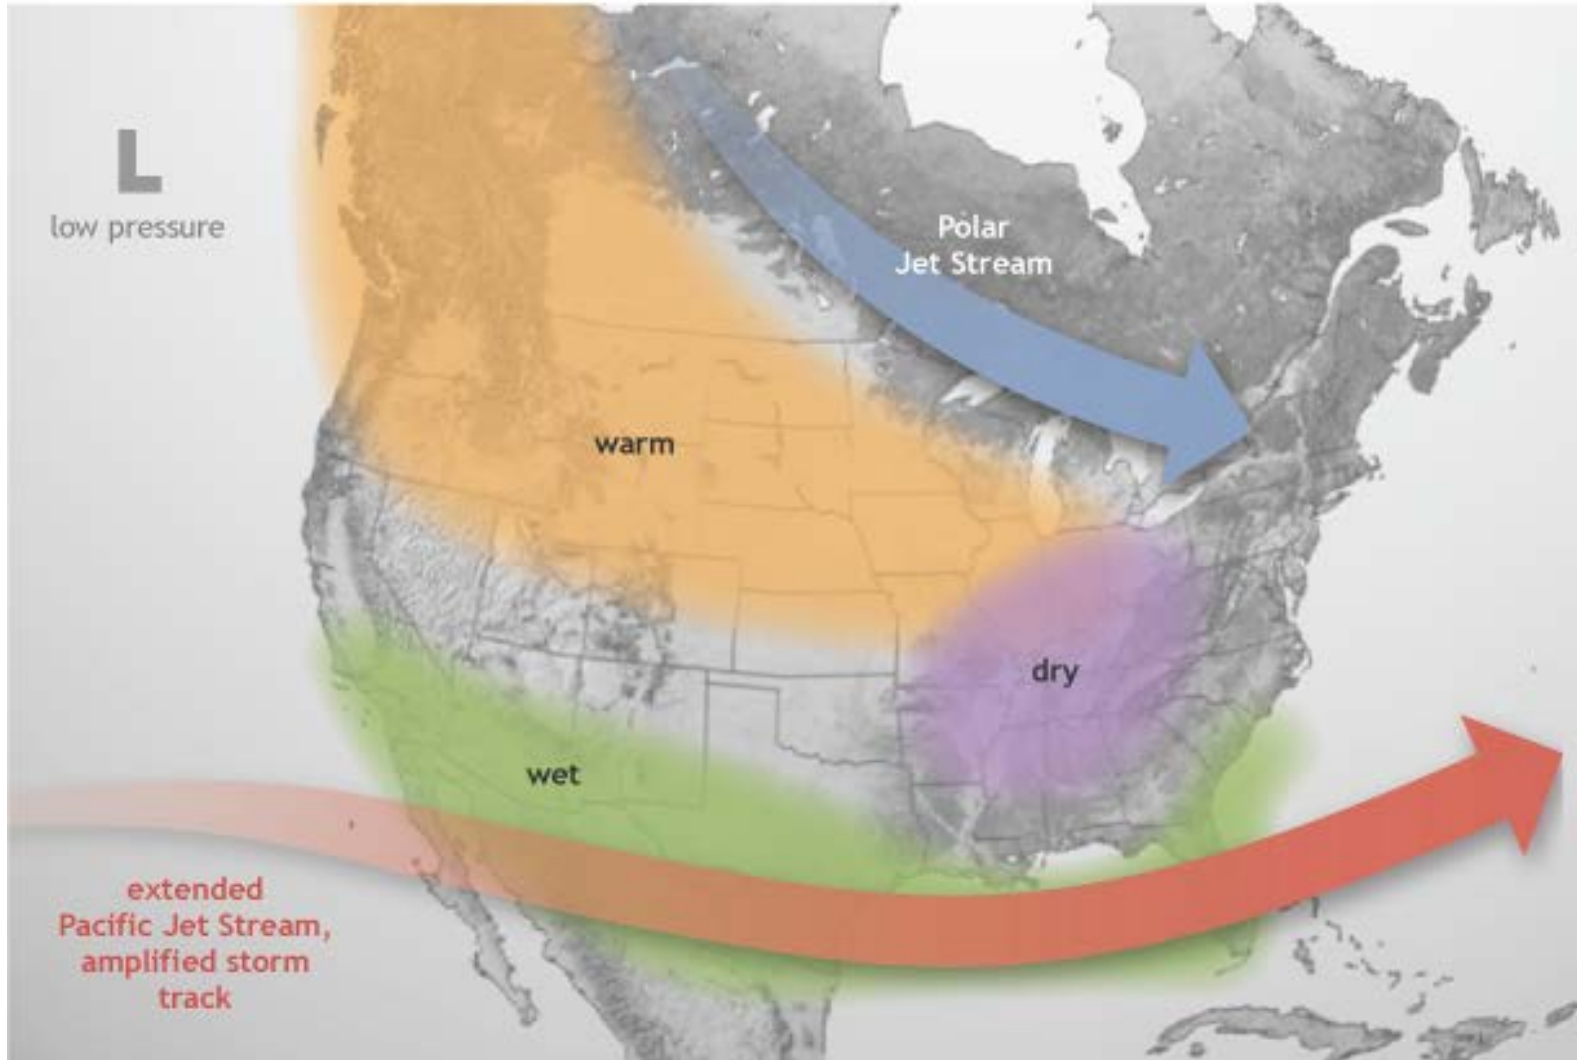 L
low pressure
Polar
Jet Stream
warm
dry
wet
extended
Pacific Jet Stream,
amplified storm
track